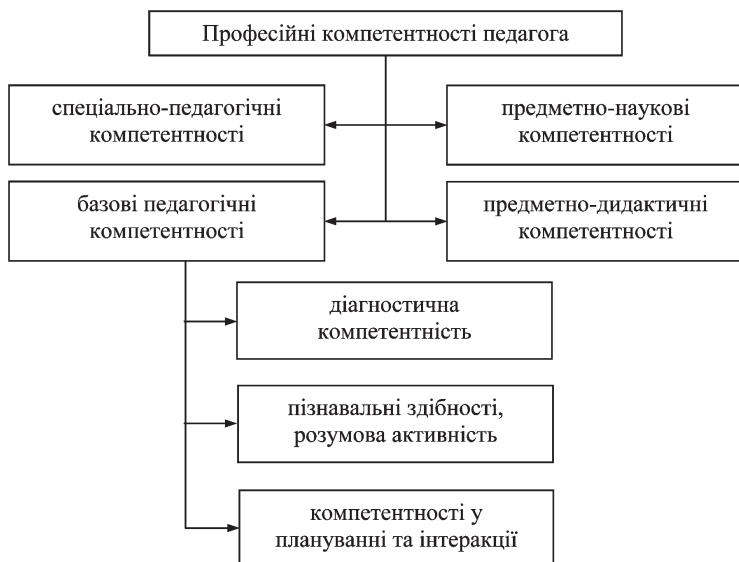 Професійні компетентності педагога
спеціально-педагогічні
компетентності
предметно-наукові
компетентності
базові педагогічні
компетентності
предметно-дидактичні
компетентності
діагностична
компетентність
пізнавальні здібності,
розумова активність
компетентності у
плануванні та інтеракції